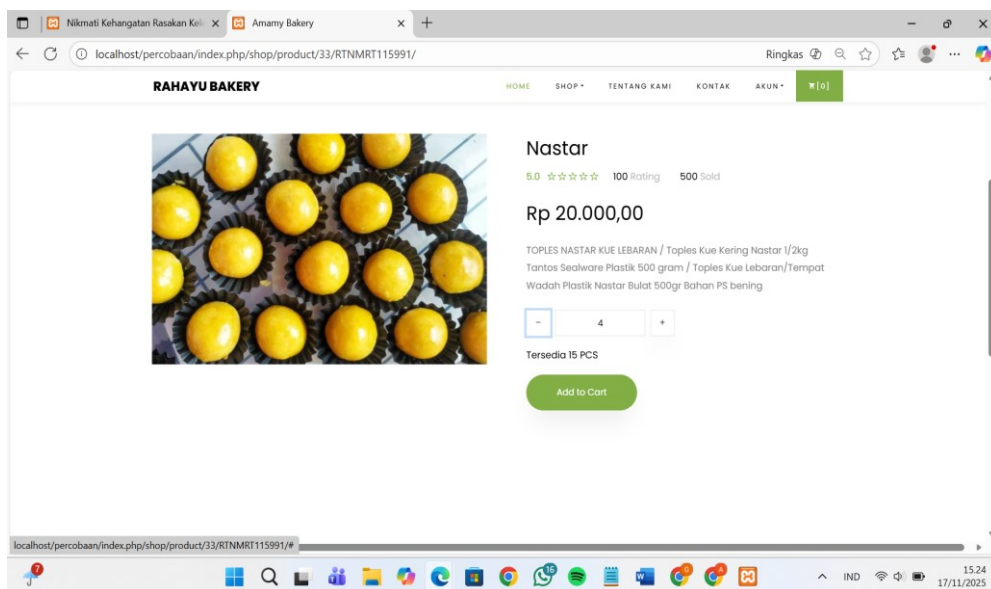 Nikmati Kehangatan Rasakan Kel
Amamy Bakery
localhost/percobaan/index.php/shop/product/33/RTNMRT115991/
Ringkas
RAHAYU BAKERY
HOME SHOP TENTANG KAMI KONTAK AKUN [0]
Nastar
5.0 100 Rating 500 Sold
Rp 20.000,00
TOPLES NASTAR KUE LEBARAN / Toples Kue Kering Nastar 1/2kg
Tantos Sealware Plastik 500 gram / Toples Kue Lebaran/Tempat
Wadah Plastik Nastar Bulat 500gr Bahan PS bening
- 4 +
Tersedia 15 PCS
Add to Cart
localhost/percobaan/index.php/shop/product/33/RTNMRT115991/#
7
16
IND
15.24
17/11/2025